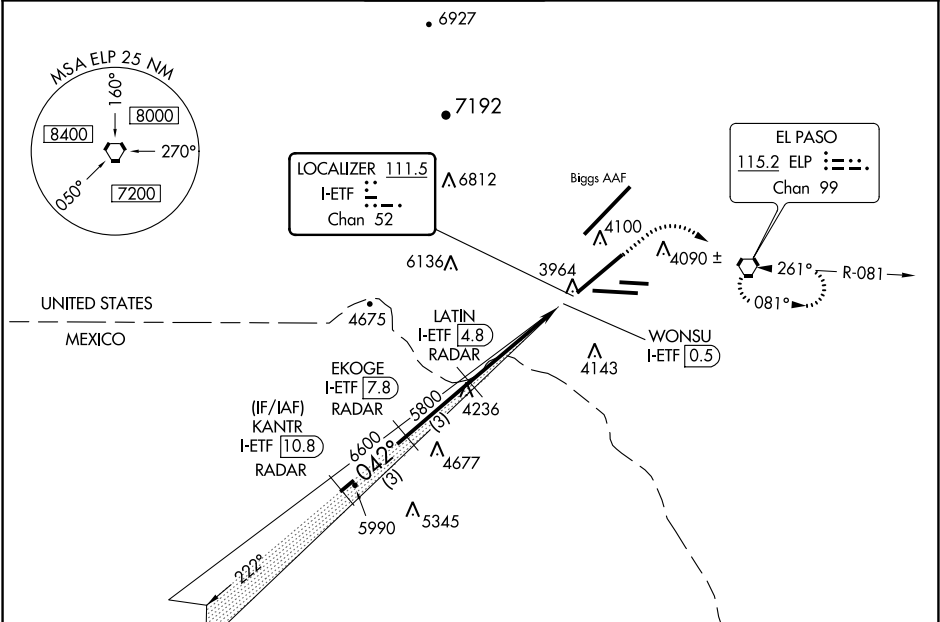 6927
MSA ELP 25 NM
160°
8000
8400
270°
050°
7200
7192
LOCALIZER 111.5
I-ETF
Chan 52
6812
Biggs AAF
EL PASO
115.2 ELP
Chan 99
4100
4090 ±
6136
3964
261°
R-081
081°
UNITED STATES
MEXICO
4675
LATIN
I-ETF 4.8
RADAR
WONSU
I-ETF 0.5
4143
EKOGE
I-ETF 7.8
RADAR
5800
(3)
4236
(IF/IAF)
KANTR
I-ETF 10.8
RADAR
6600
042°
(3)
4677
5990
5345
222°